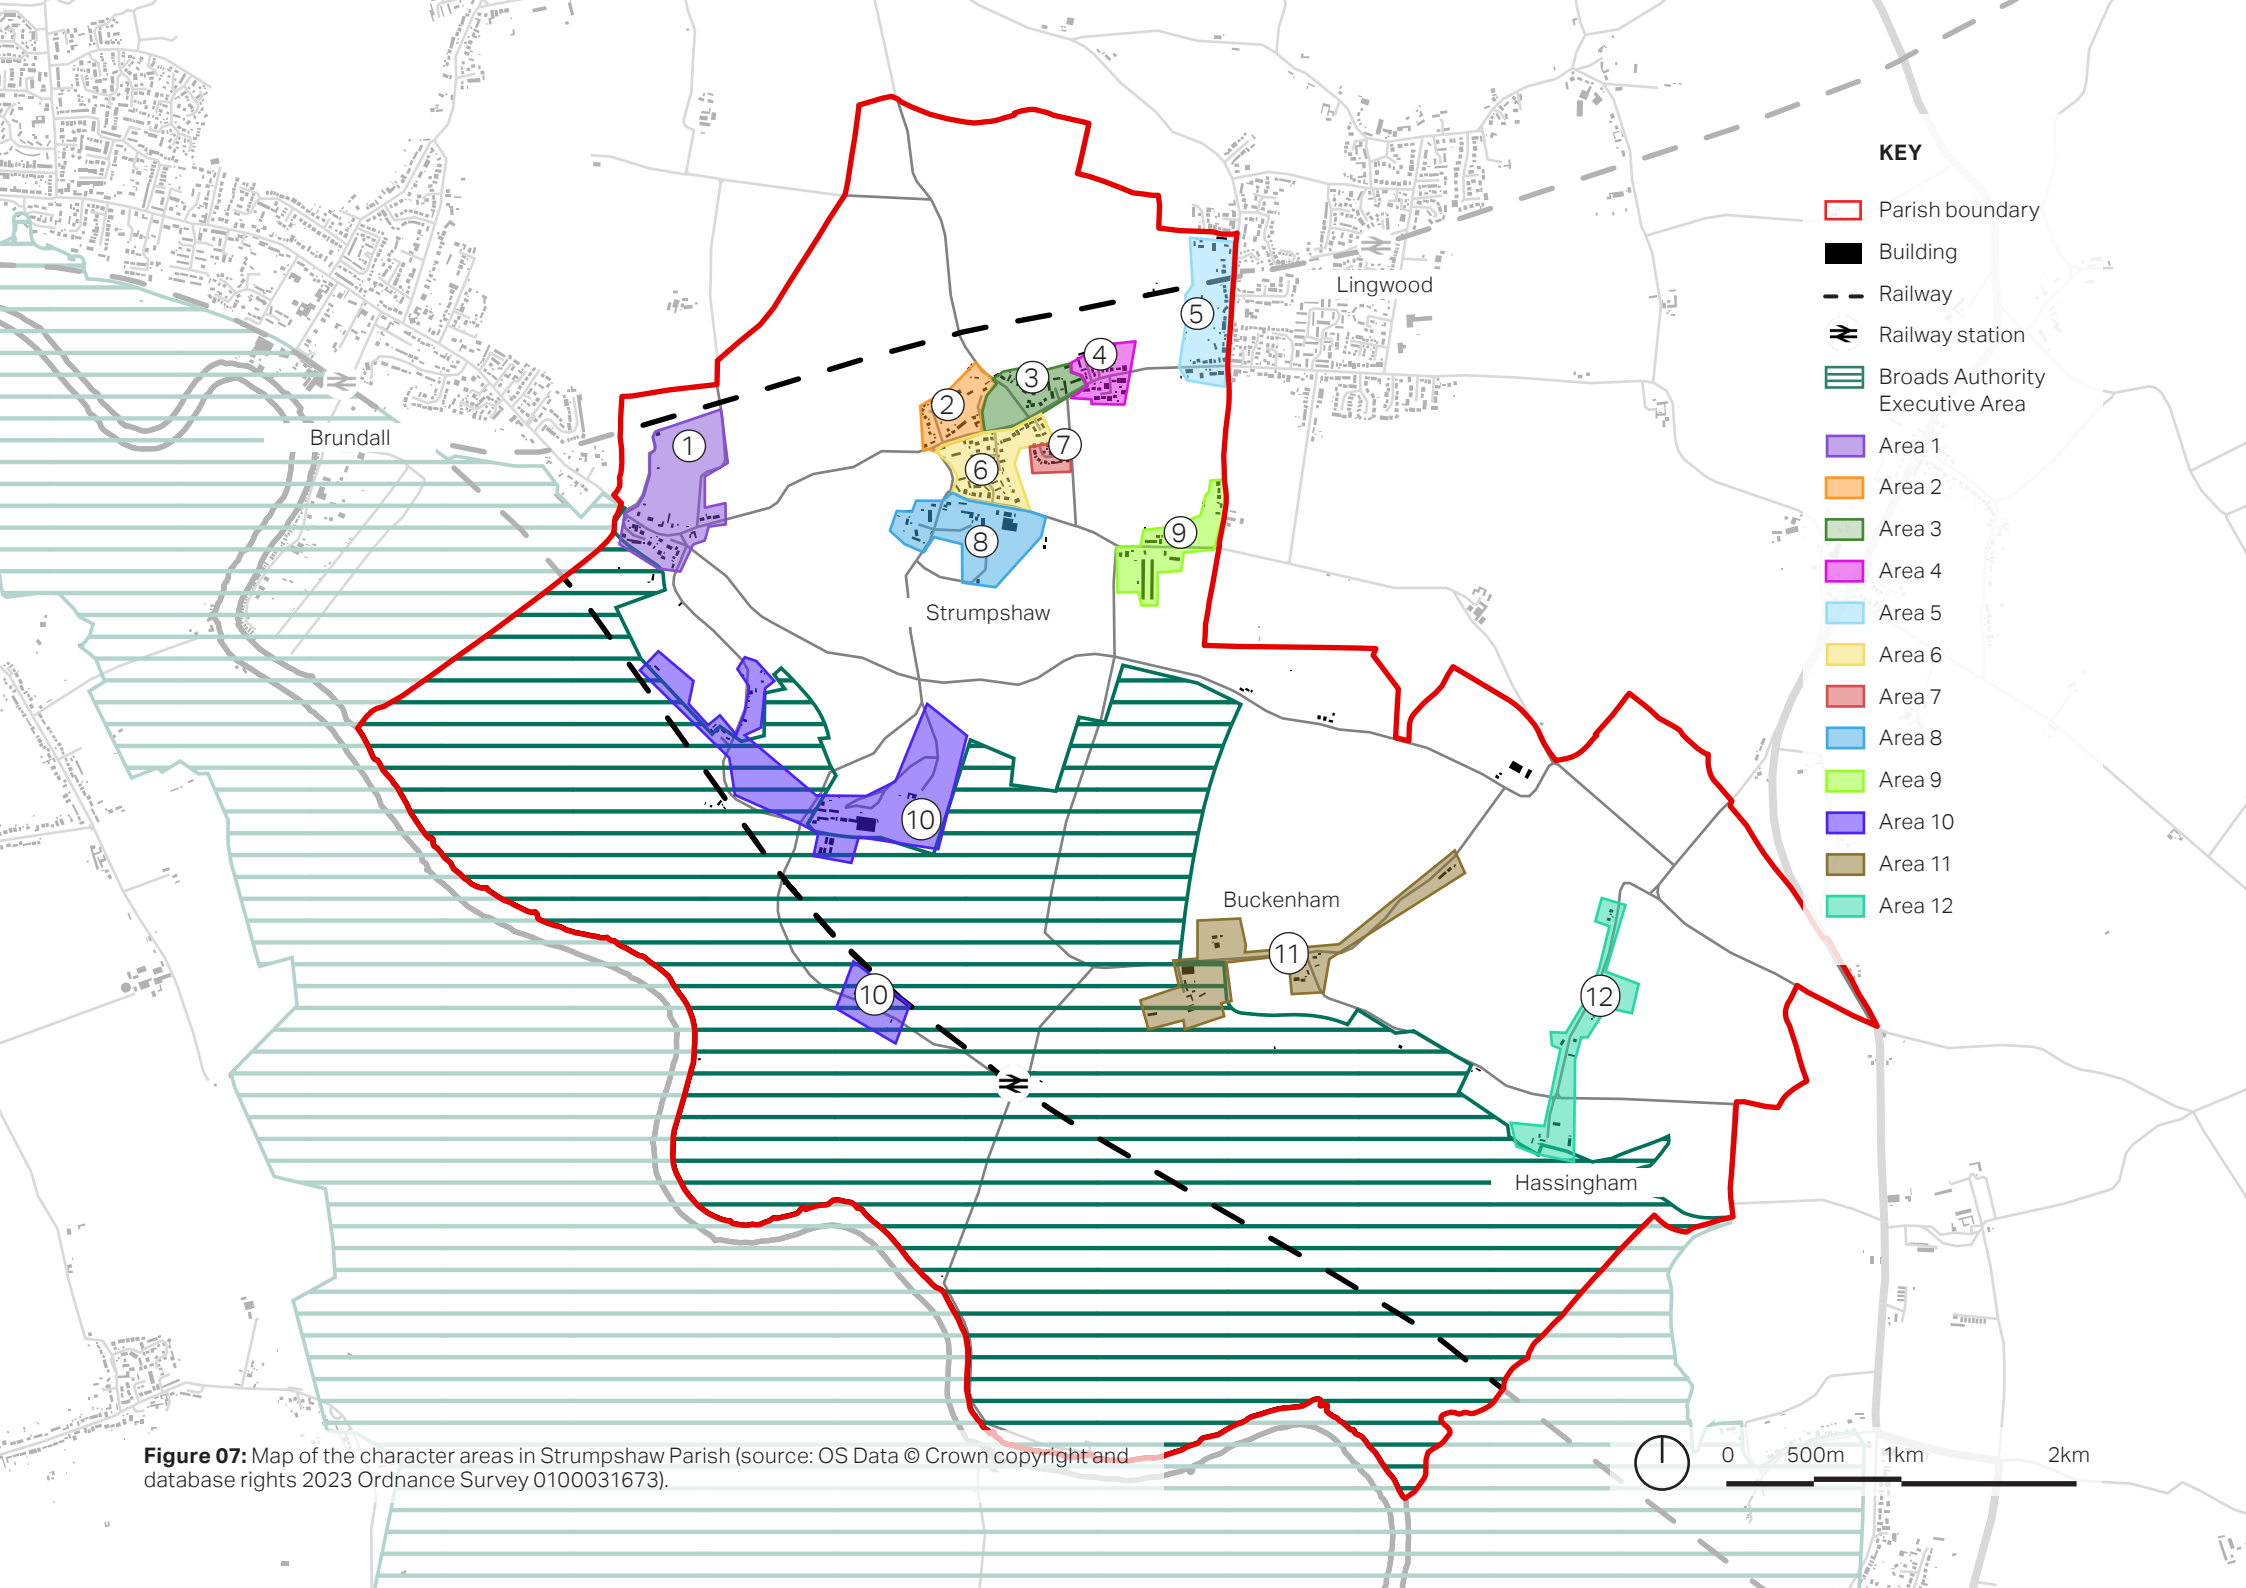 KEY
Parish boundary
Building
Railway
Railway station
Broads Authority
Executive Area
Area 1
Area 2
Area 3
Area 4
Area 5
Area 6
Area 7
Area 8
Area 9
Area 10
Area 11
Area 12
Lingwood
Brundall
Strumpshaw
Buckenham
Hassingham
1
2
3
4
5
6
7
8
9
10
10
11
12
Figure 07: Map of the character areas in Strumpshaw Parish (source: OS Data © Crown copyright and
database rights 2023 Ordnance Survey 0100031673).
0 500m 1km 2km